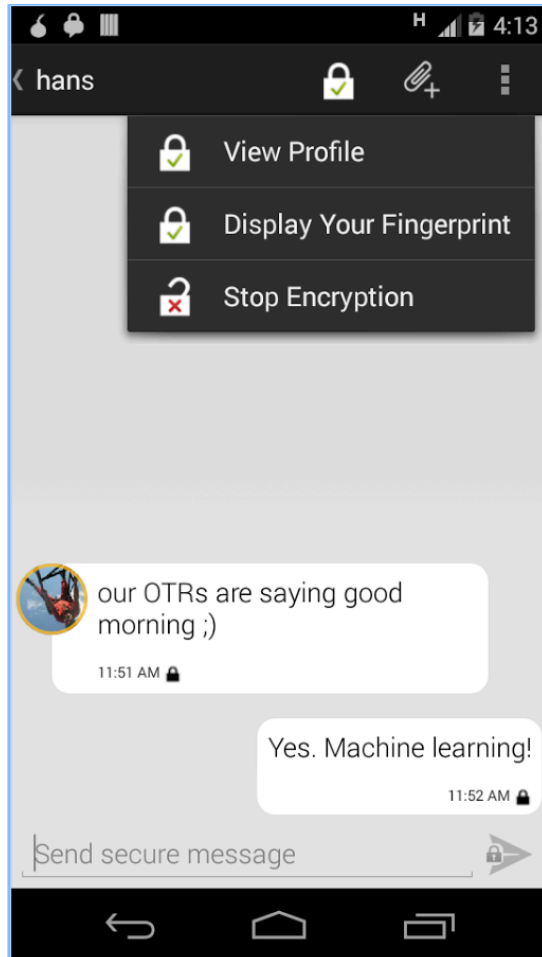 H 4:13
hans
View Profile
Display Your Fingerprint
Stop Encryption
our OTRs are saying good
morning ;)
11:51 AM
Yes. Machine learning!
11:52 AM
Send secure message